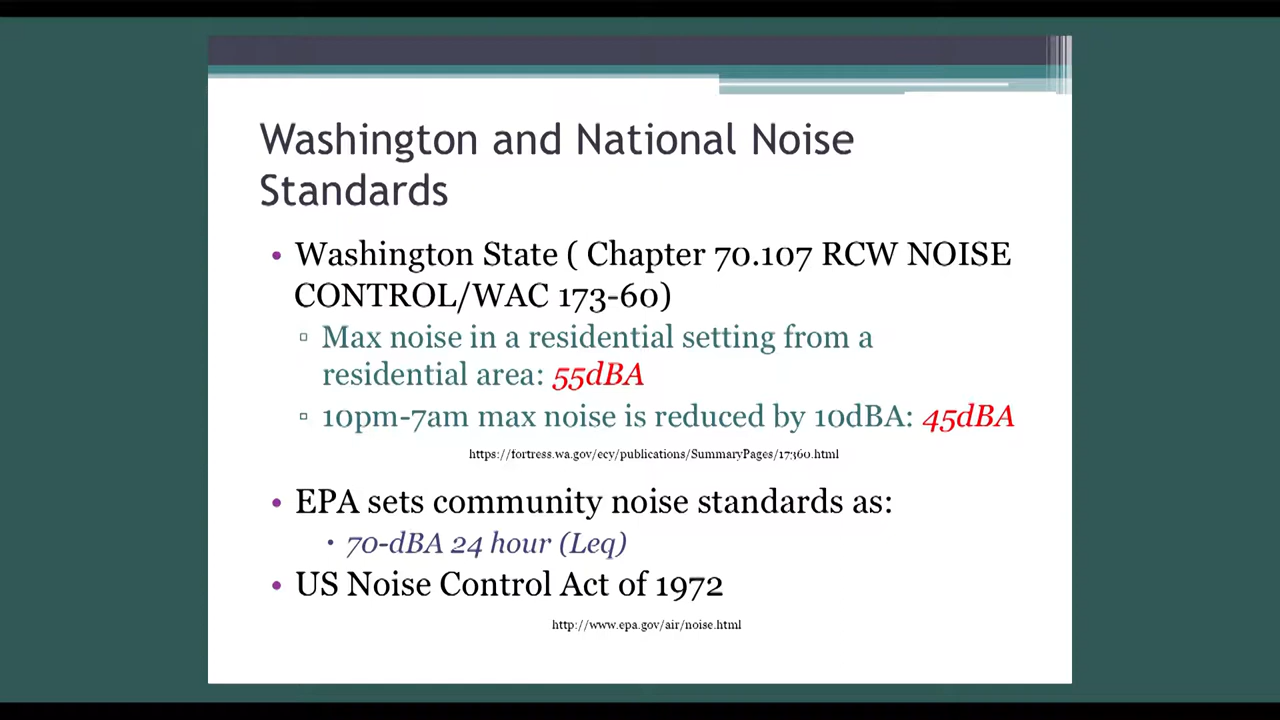 Washington and National Noise
Standards
• Washington State ( Chapter 70.107 RCW NOISE
CONTROL/WAC 173-60)
▫ Max noise in a residential setting from a
residential area: 55dBA
▫ 10pm-7am max noise is reduced by 10dBA: 45dBA
https://fortress.wa.gov/ecy/publications/SummaryPages/17360.html
• EPA sets community noise standards as:
• 70-dBA 24 hour (Leq)
• US Noise Control Act of 1972
http://www.epa.gov/air/noise.html